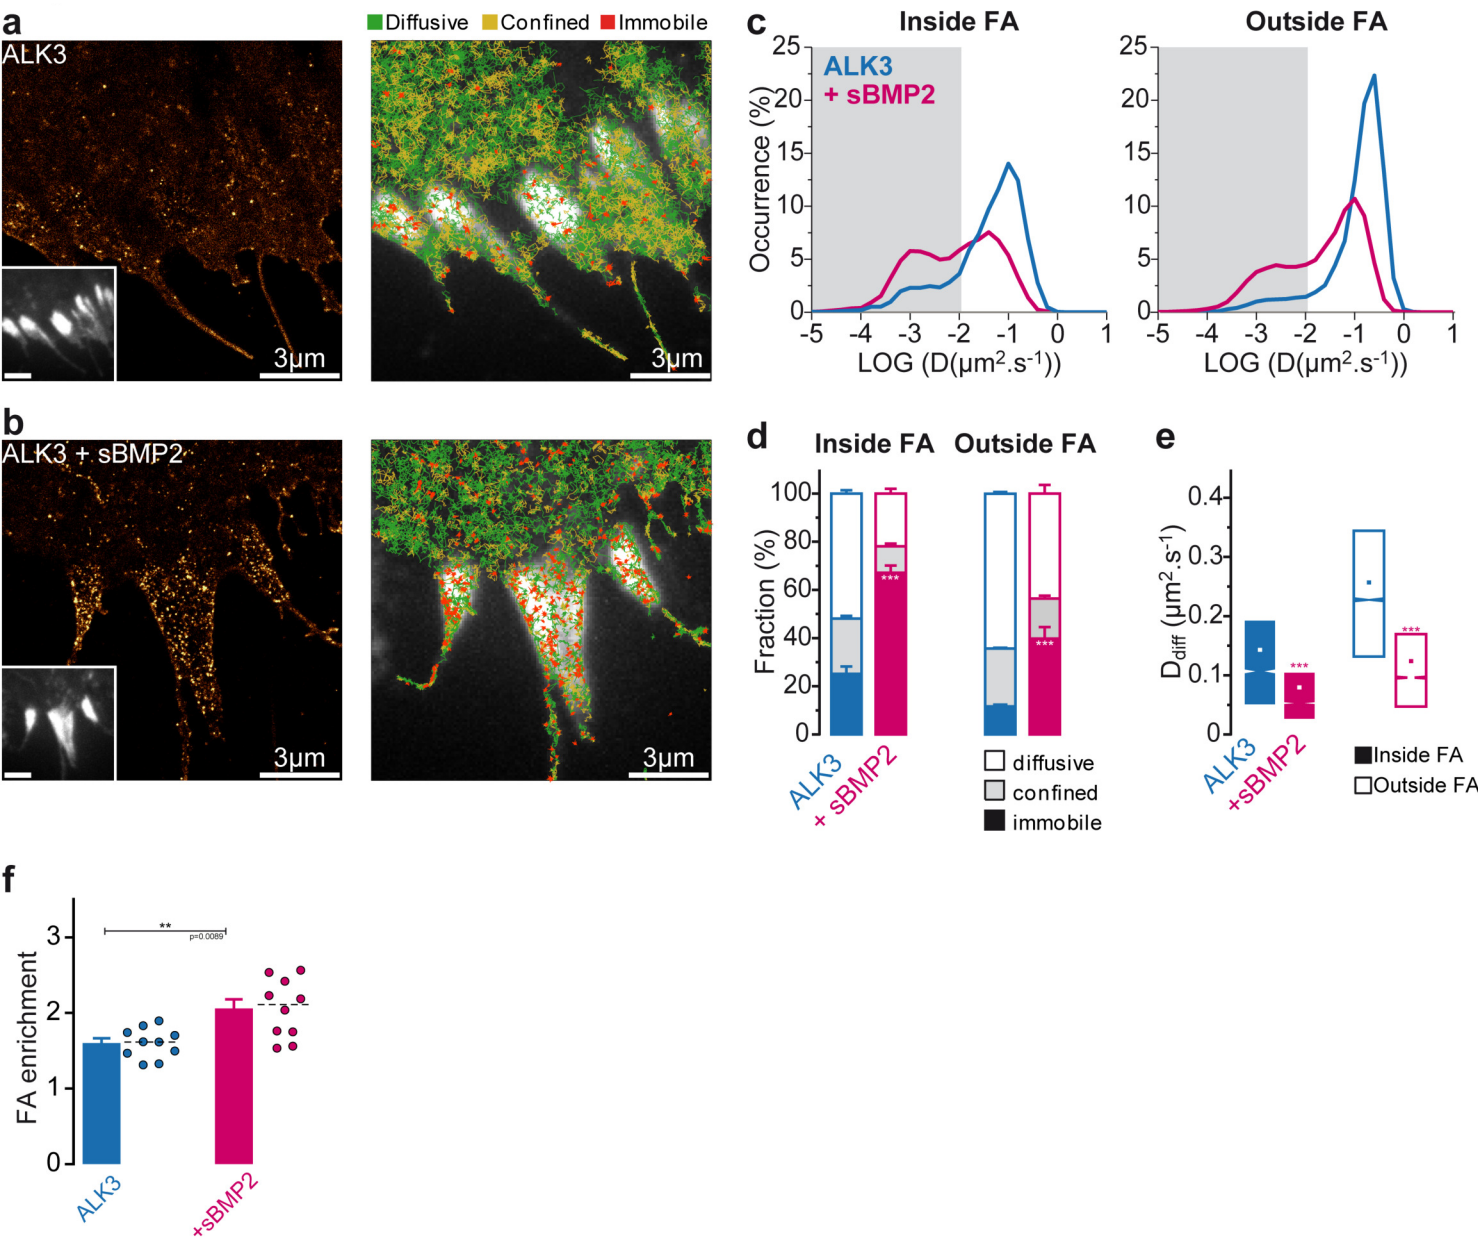 a
Diffusive Confined Immobile
ALK3
3µm
3µm
b
ALK3 + sBMP2
3µm
3µm
c
Inside FA
Outside FA
ALK3
+ sBMP2
Occurrence (%)
25
20
15
10
5
0
-5 -4 -3 -2 -1 0 1
LOG (D(µm².s⁻¹))
25
20
15
10
5
0
-5 -4 -3 -2 -1 0 1
LOG (D(µm².s⁻¹))
d
Inside FA Outside FA
Fraction (%)
100
80
60
40
20
0
***
***
ALK3
+ sBMP2
diffusive
confined
immobile
e
Ddiff (µm².s⁻¹)
0.4
0.3
0.2
0.1
0
***
***
ALK3
+sBMP2
Inside FA
Outside FA
f
FA enrichment
3
2
1
0
**
p=0.0089
ALK3
+sBMP2